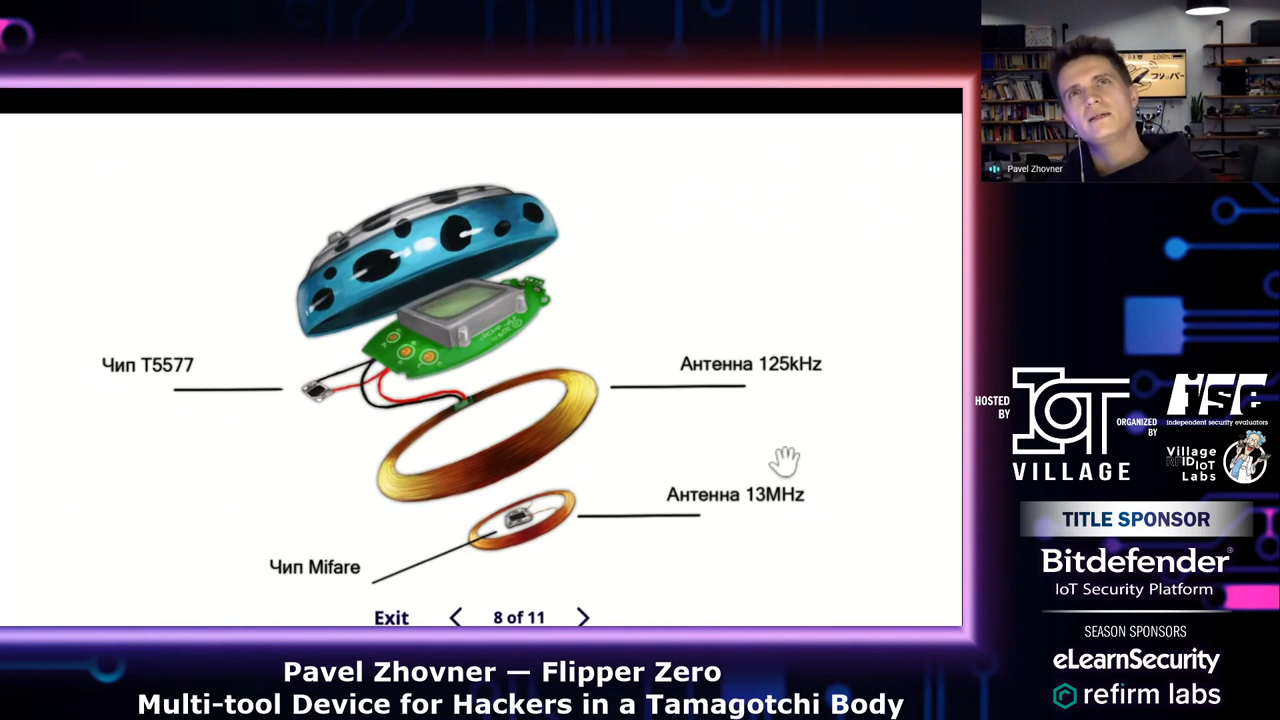 Pavel Zhovner
Чип T5577
Антенна 125kHz
Антенна 13MHz
Чип Mifare
Exit
8 of 11
HOSTED
BY
IOT
VILLAGE
ORGANIZED
BY
ISE
independent security evaluators
Village
IoT
Labs
TITLE SPONSOR
Bitdefender®
IoT Security Platform
SEASON SPONSORS
eLearnSecurity
refirm labs
Pavel Zhovner — Flipper Zero
Multi-tool Device for Hackers in a Tamagotchi Body